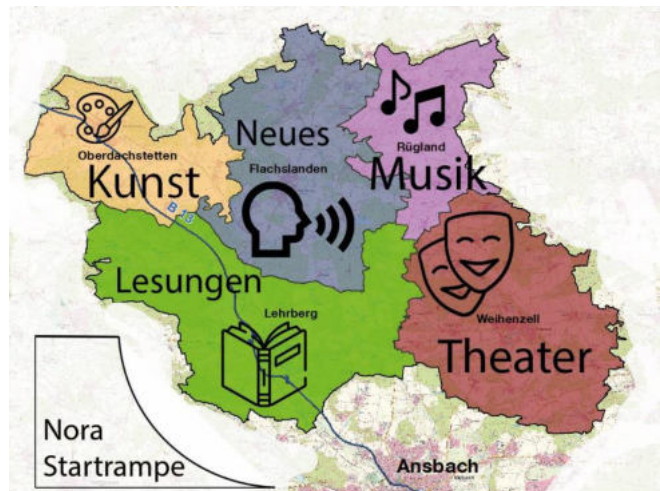 Neues
Rügland
Oberdachstetten
Flachslanden
Musik
Kunst
B 13
Lesungen
Lehrberg
Weihenzell
Theater
Nora
Startrampe
Ansbach